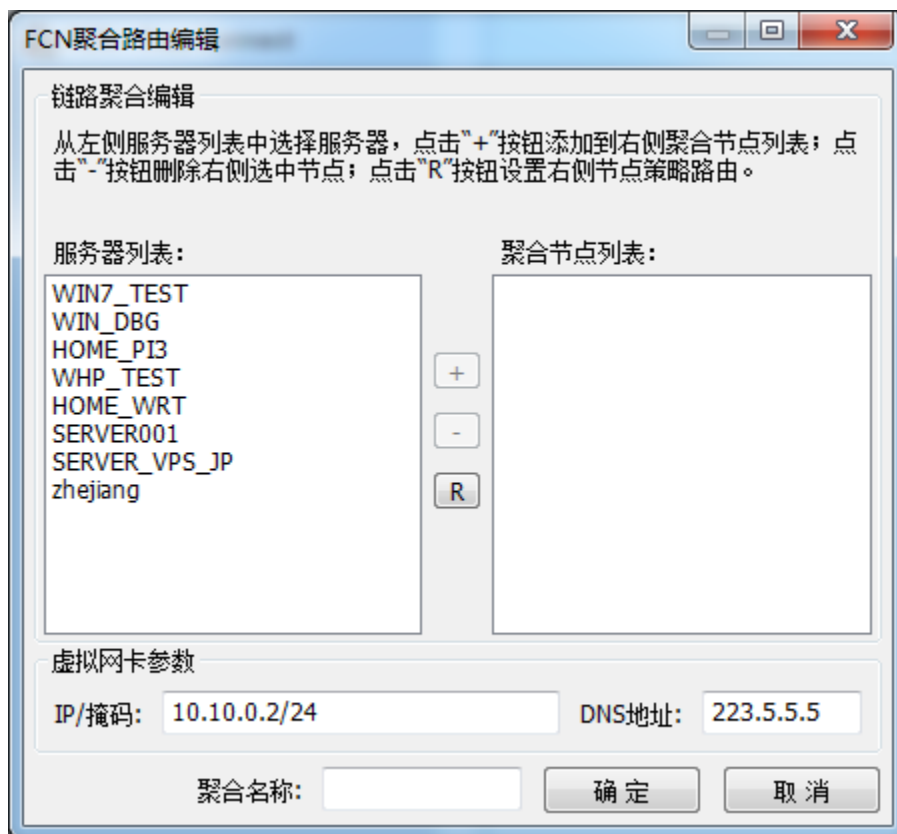 FCN聚合路由编辑
链路聚合编辑
从左侧服务器列表中选择服务器，点击"+"按钮添加到右侧聚合节点列表；点
击"-"按钮删除右侧选中节点；点击"R"按钮设置右侧节点策略路由。
服务器列表：
聚合节点列表：
WIN7_TEST
WIN_DBG
HOME_PI3
WHP_TEST
HOME_WRT
SERVER001
SERVER_VPS_JP
zhejiang
+
-
R
虚拟网卡参数
IP/掩码: 10.10.0.2/24 DNS地址: 223.5.5.5
聚合名称: 确定 取消